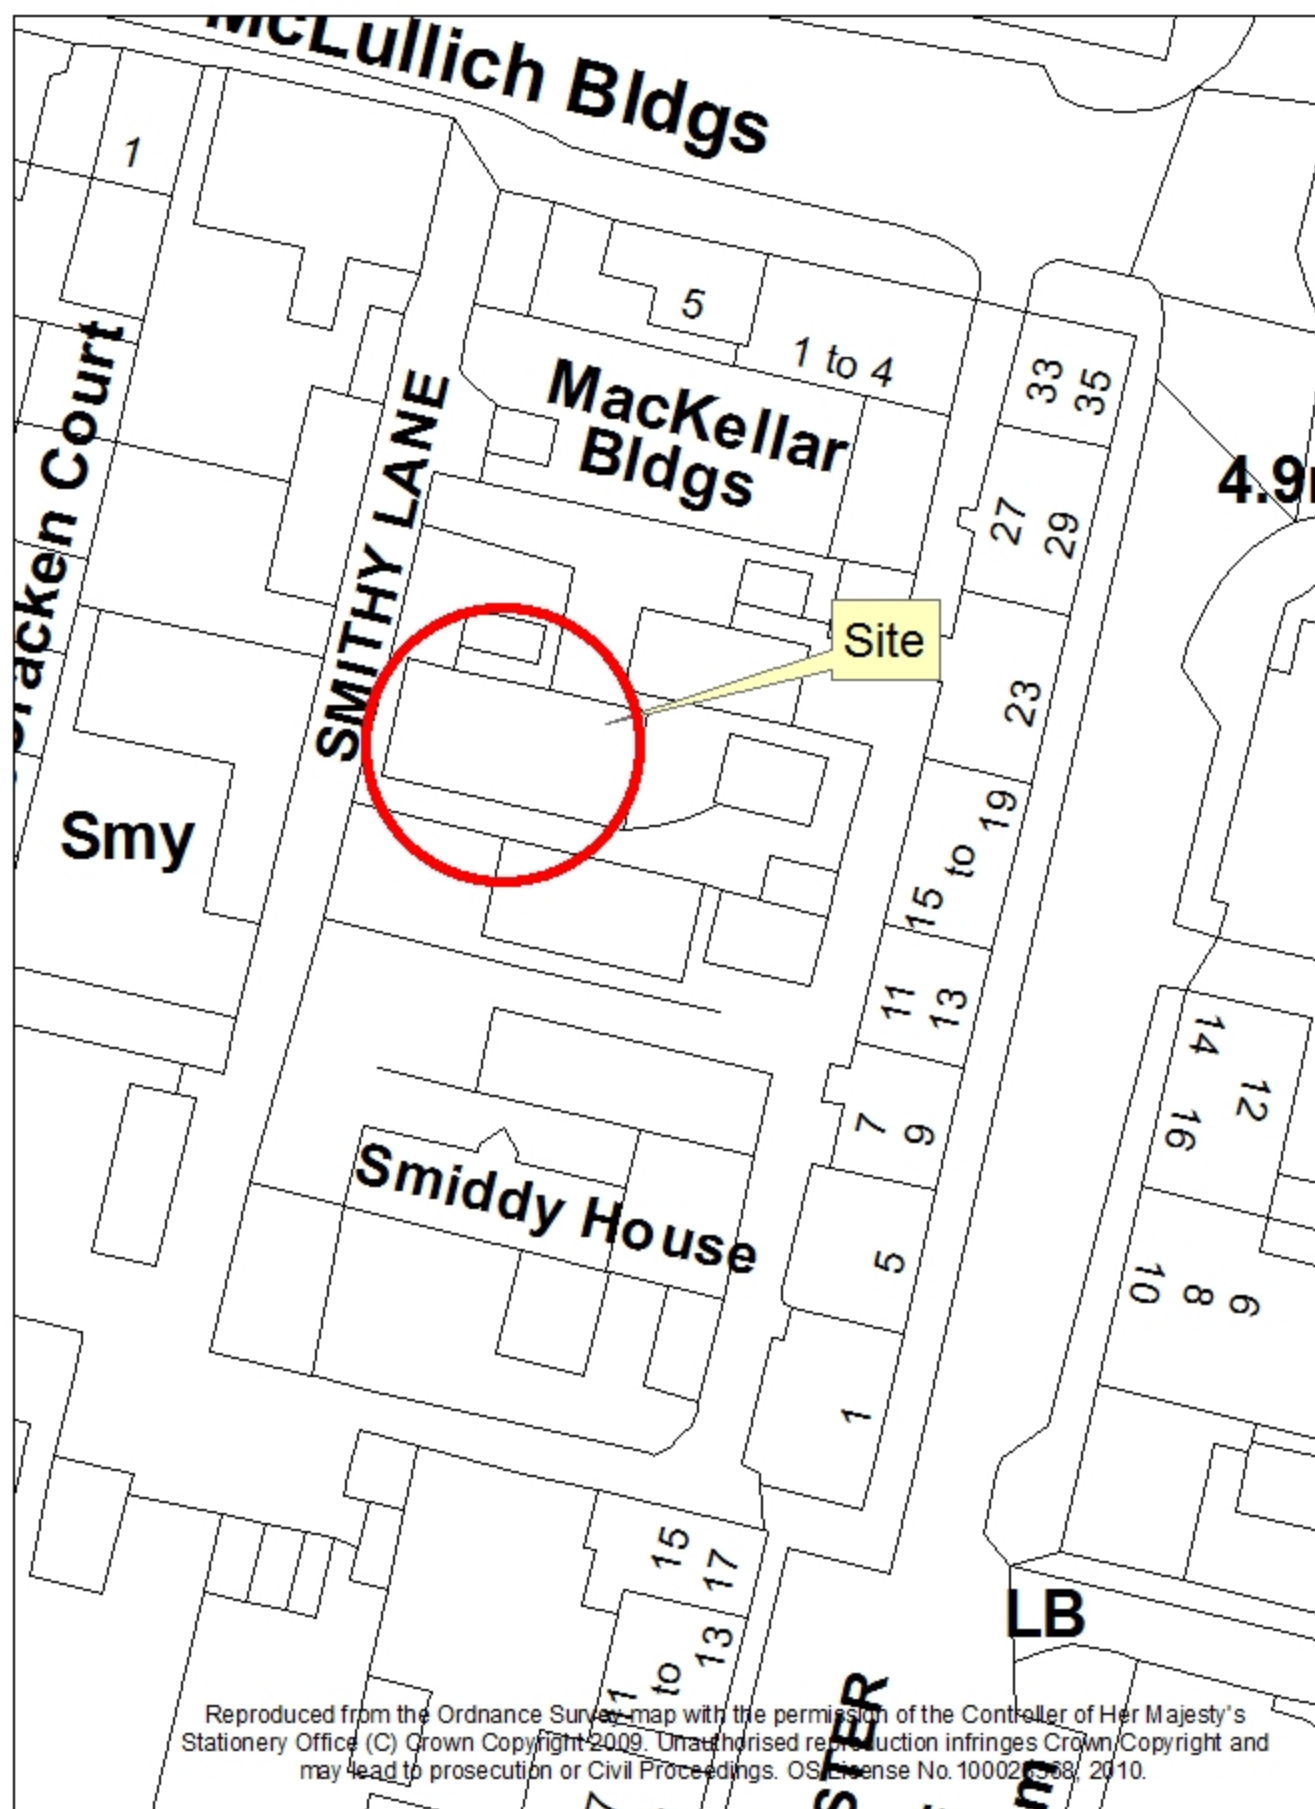 McLullich Bldgs
1
5
1 to 4
MacKellar
Bldgs
33
35
SMITHY LANE
Court
27
29
Site
23
Smy
15 to 19
11
13
14
12
16
7
9
Smiddy House
5
10
8
6
1
15
17
LB
11 to 13
Reproduced from the Ordnance Survey map with the permission of the Controller of Her Majesty's
Stationery Office (C) Crown Copyright 2009. Unauthorised reproduction infringes Crown Copyright and
may lead to prosecution or Civil Proceedings. OS License No. 2010.